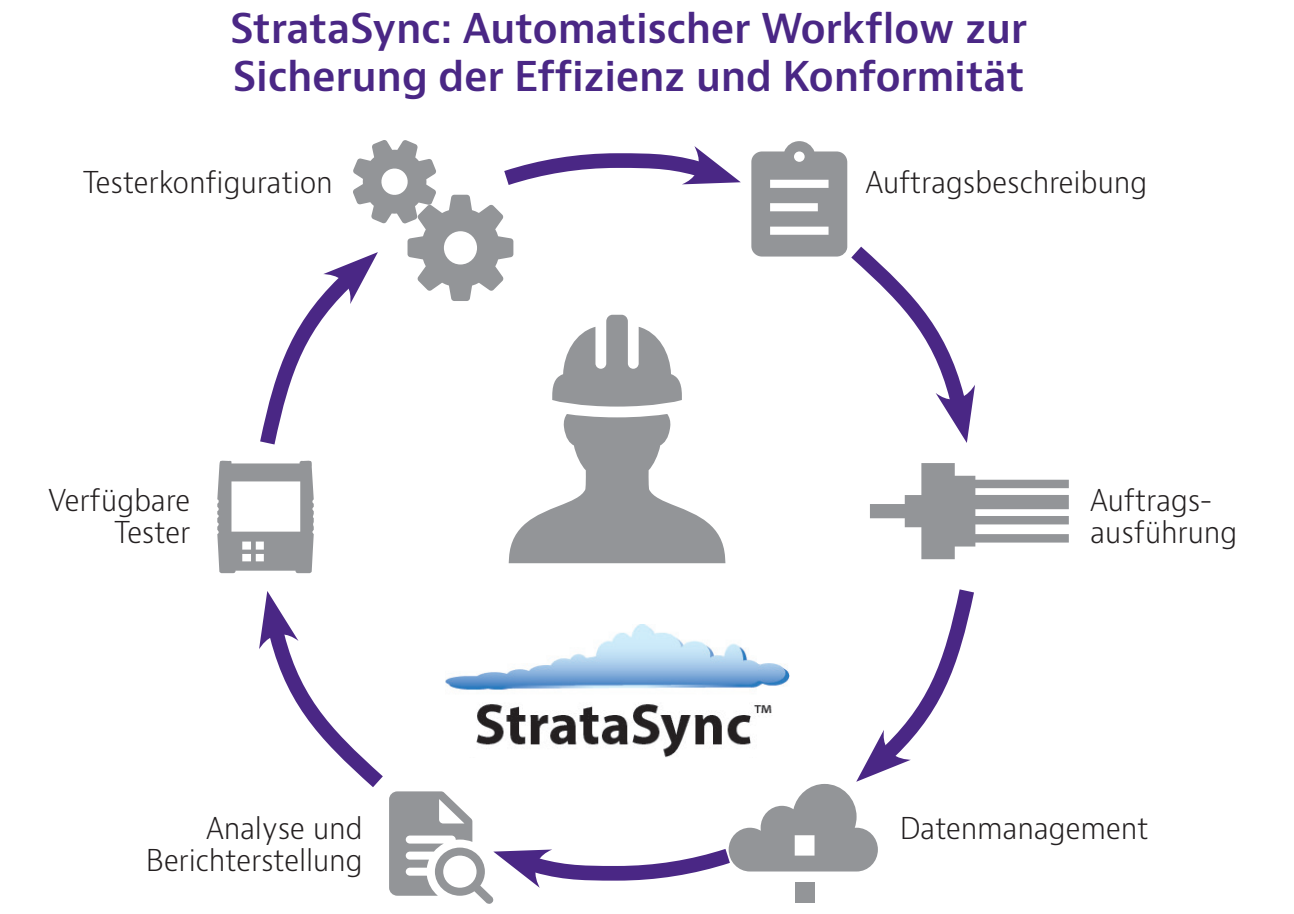 StrataSync: Automatischer Workflow zur
Sicherung der Effizienz und Konformität
Testerkonfiguration
Auftragsbeschreibung
Verfügbare
Tester
Auftrags-
ausführung
StrataSync™
Analyse und
Berichterstellung
Datenmanagement